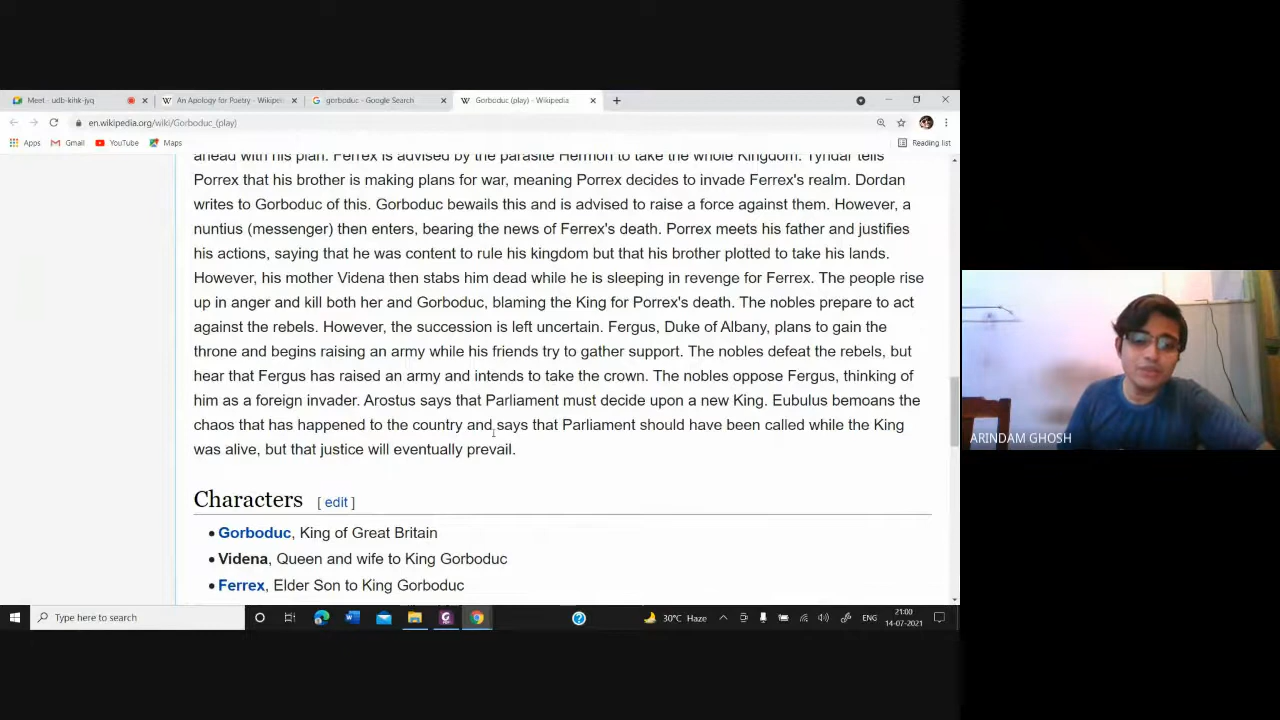 Meet - udb-kihk-jyq
An Apology for Poetry - Wikiped
gorboduc - Google Search
Gorboduc (play) - Wikipedia
en.wikipedia.org/wiki/Gorboduc_(play)
Apps Gmail YouTube Maps Reading list
ahead with his plan. Ferrex is advised by the parasite Hermon to take the whole Kingdom. Tyndar tells
Porrex that his brother is making plans for war, meaning Porrex decides to invade Ferrex's realm. Dordan
writes to Gorboduc of this. Gorboduc bewails this and is advised to raise a force against them. However, a
nuntius (messenger) then enters, bearing the news of Ferrex's death. Porrex meets his father and justifies
his actions, saying that he was content to rule his kingdom but that his brother plotted to take his lands.
However, his mother Videna then stabs him dead while he is sleeping in revenge for Ferrex. The people rise
up in anger and kill both her and Gorboduc, blaming the King for Porrex's death. The nobles prepare to act
against the rebels. However, the succession is left uncertain. Fergus, Duke of Albany, plans to gain the
throne and begins raising an army while his friends try to gather support. The nobles defeat the rebels, but
hear that Fergus has raised an army and intends to take the crown. The nobles oppose Fergus, thinking of
him as a foreign invader. Arostus says that Parliament must decide upon a new King. Eubulus bemoans the
chaos that has happened to the country and says that Parliament should have been called while the King
was alive, but that justice will eventually prevail.
Characters [ edit ]
• Gorboduc, King of Great Britain
• Videna, Queen and wife to King Gorboduc
• Ferrex, Elder Son to King Gorboduc
ARINDAM GHOSH
Type here to search
30°C Haze
ENG
21:00
14-07-2021